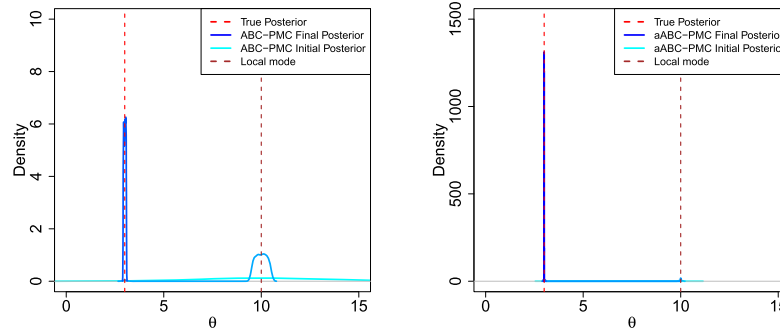 True Posterior
ABC−PMC Final Posterior
ABC−PMC Initial Posterior
Local mode
Density
0 2 4 6 8 10
0 5 10 15
θ
True Posterior
aABC−PMC Final Posterior
aABC−PMC Initial Posterior
Local mode
Density
0 500 1000 1500
0 5 10 15
θ